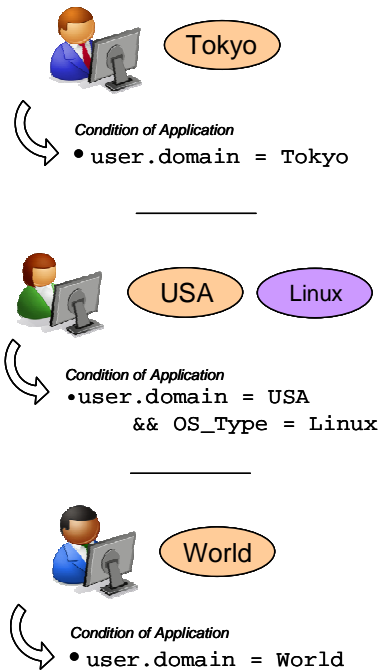 Tokyo
Condition of Application
• user.domain = Tokyo
USA Linux
Condition of Application
•user.domain = USA
&& OS_Type = Linux
World
Condition of Application
• user.domain = World